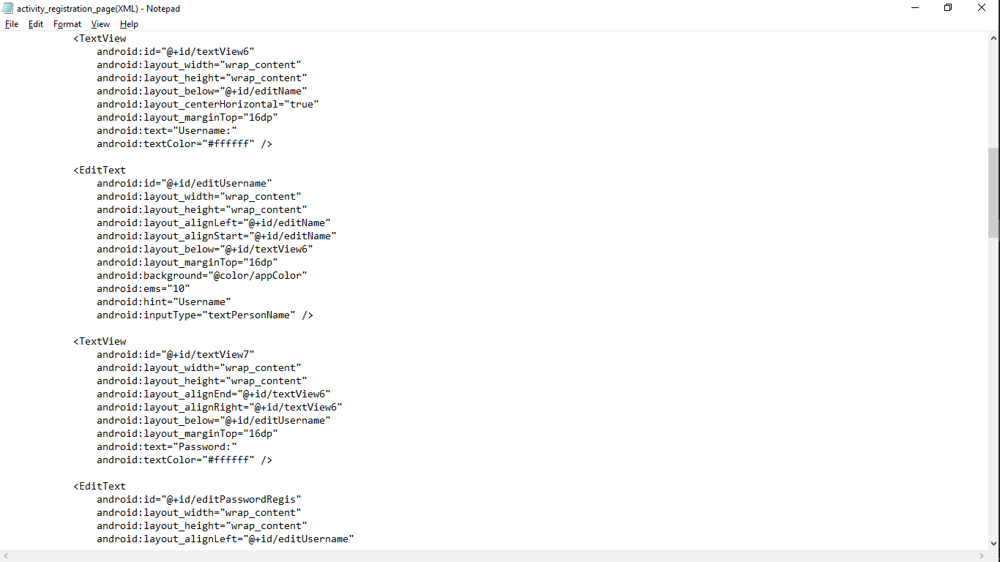 activity_registration_page(XML) - Notepad
File Edit Format View Help
<TextView
android:id="@+id/textView6"
android:layout_width="wrap_content"
android:layout_height="wrap_content"
android:layout_below="@+id/editName"
android:layout_centerHorizontal="true"
android:layout_marginTop="16dp"
android:text="Username:"
android:textColor="#ffffff" />
<EditText
android:id="@+id/editUsername"
android:layout_width="wrap_content"
android:layout_height="wrap_content"
android:layout_alignLeft="@+id/editName"
android:layout_alignStart="@+id/editName"
android:layout_below="@+id/textView6"
android:layout_marginTop="16dp"
android:background="@color/appColor"
android:ems="10"
android:hint="Username"
android:inputType="textPersonName" />
<TextView
android:id="@+id/textView7"
android:layout_width="wrap_content"
android:layout_height="wrap_content"
android:layout_alignEnd="@+id/textView6"
android:layout_alignRight="@+id/textView6"
android:layout_below="@+id/editUsername"
android:layout_marginTop="16dp"
android:text="Password:"
android:textColor="#ffffff" />
<EditText
android:id="@+id/editPasswordRegis"
android:layout_width="wrap_content"
android:layout_height="wrap_content"
android:layout_alignLeft="@+id/editUsername"